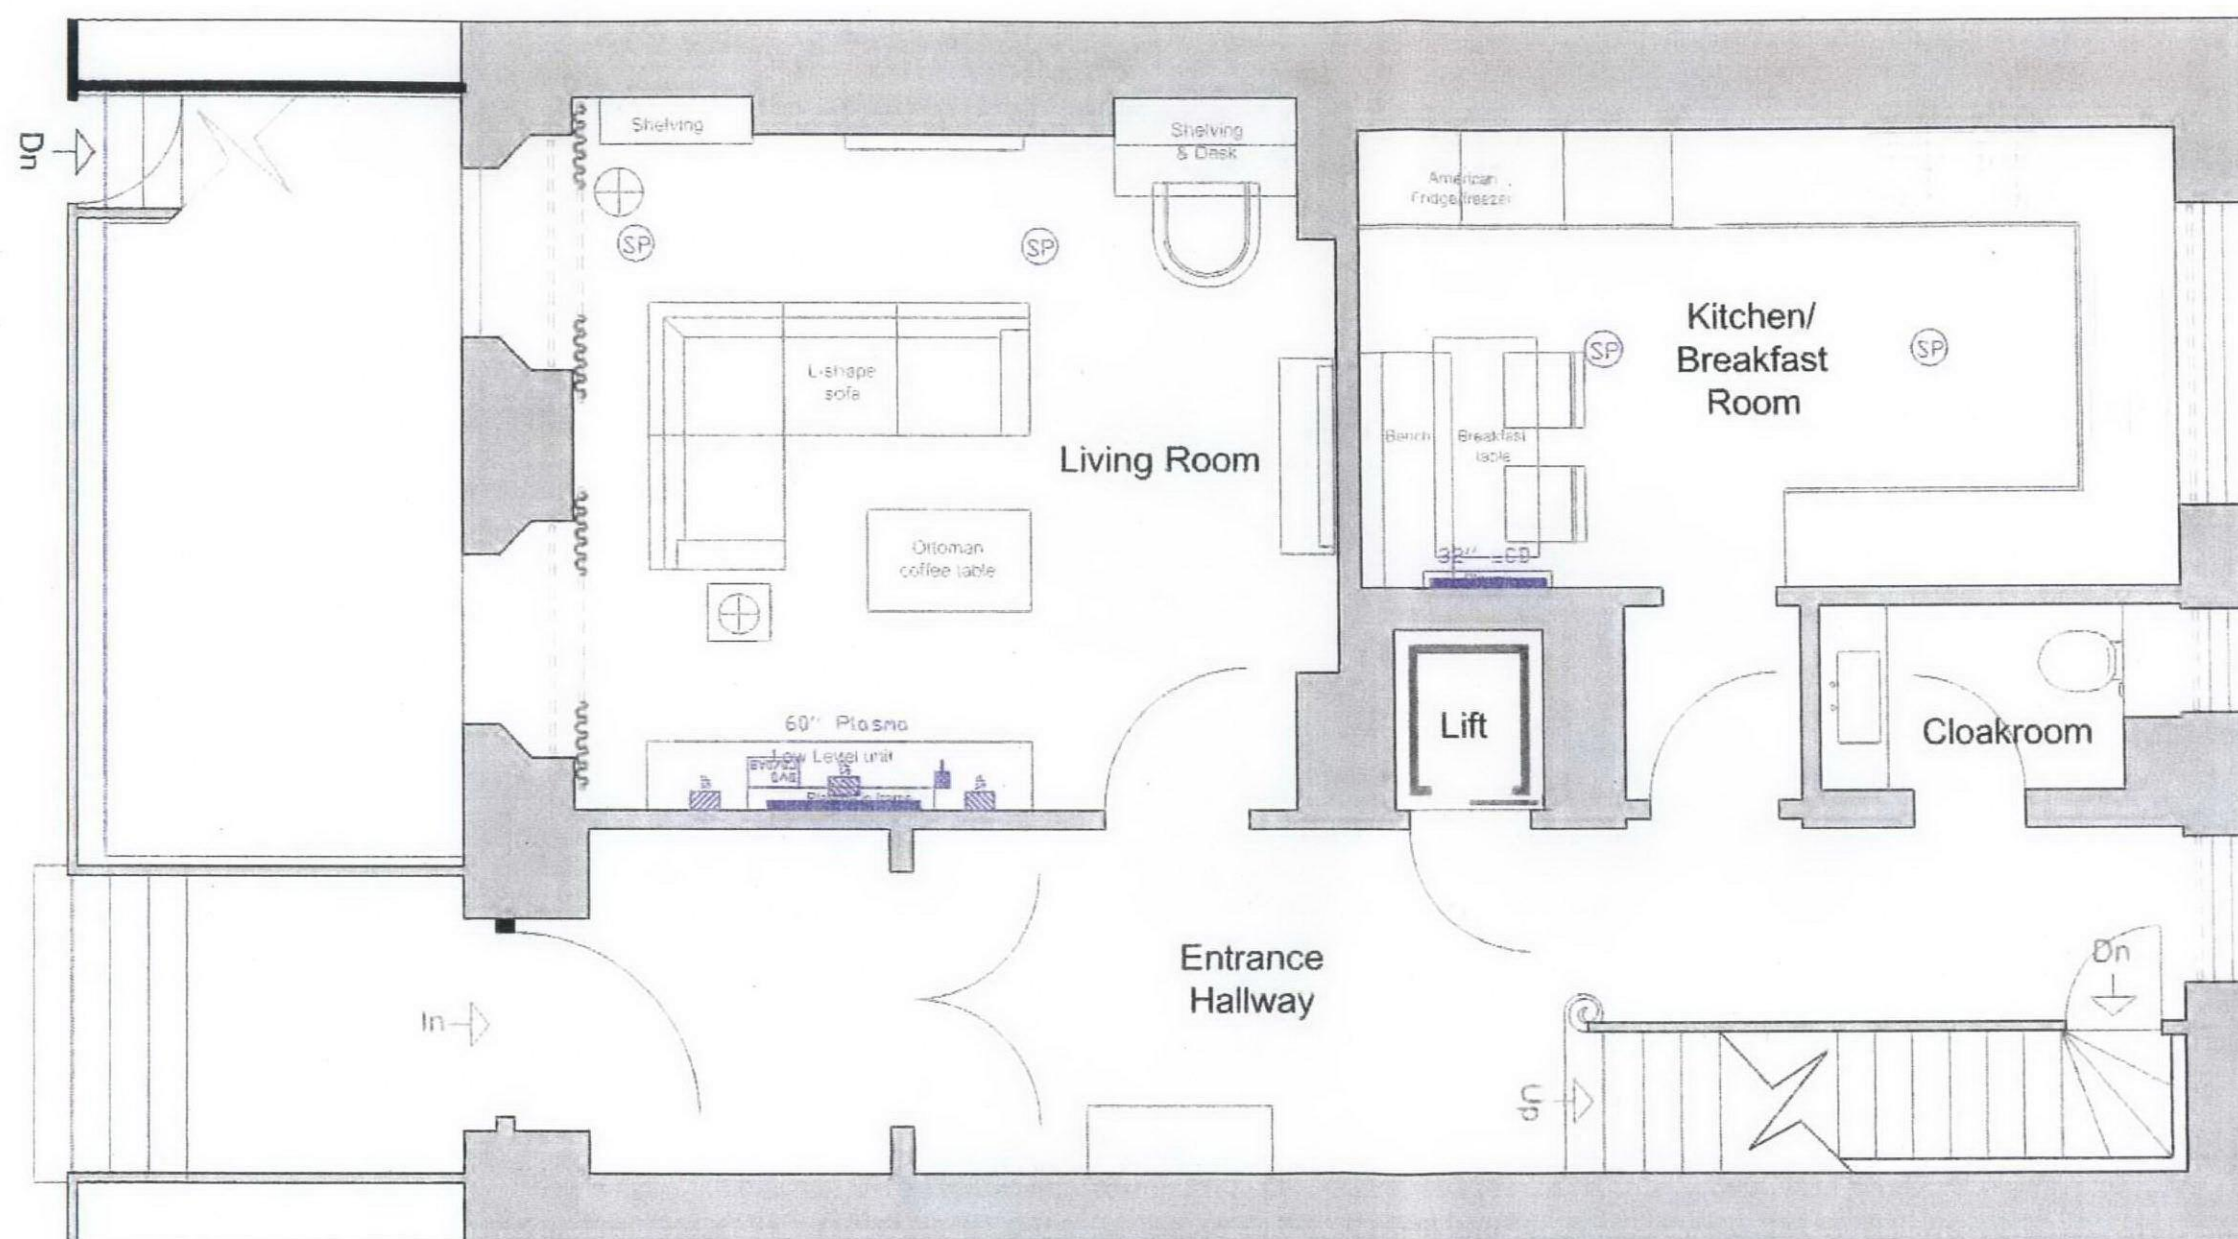 Dn
Shelving
Shelving
& Desk
American
Fridge/freezer
SP
SP
Kitchen/
Breakfast
Room
SP
SP
L-shape
sofa
Living Room
Bench
Breakfast
table
Ottoman
coffee table
32"
60" Plasma
Low Level unit
Lift
Cloakroom
Entrance
Hallway
In
Up
Dn